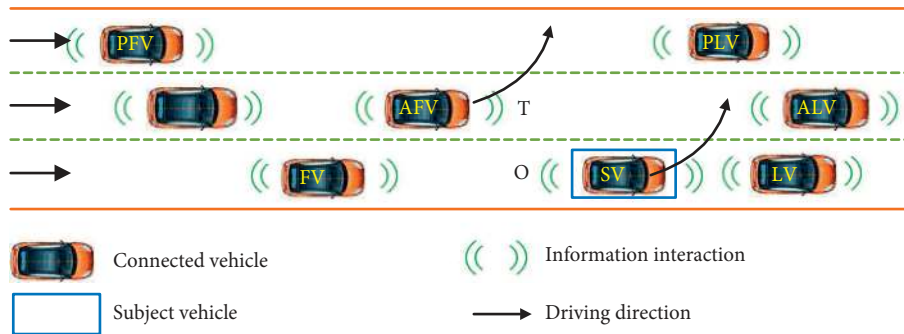 PFV
PLV
AFV
T
ALV
FV
O
SV
LV
Connected vehicle
Information interaction
Subject vehicle
Driving direction